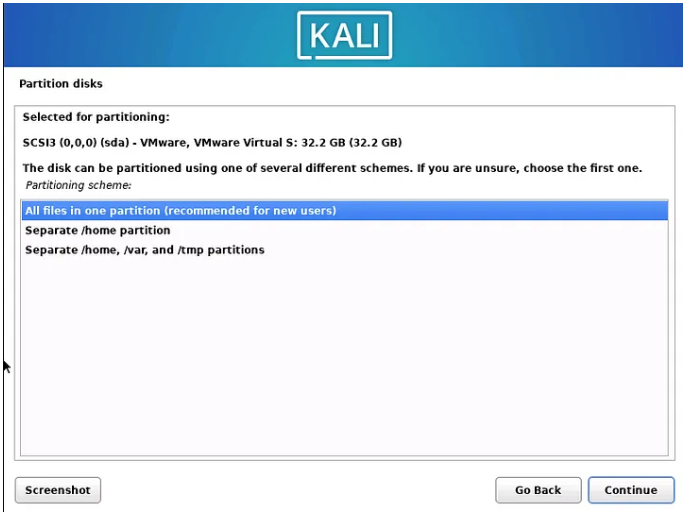 KALI
Partition disks
Selected for partitioning:
SCSI3 (0,0,0) (sda) - VMware, VMware Virtual S: 32.2 GB (32.2 GB)
The disk can be partitioned using one of several different schemes. If you are unsure, choose the first one.
Partitioning scheme:
All files in one partition (recommended for new users)
Separate /home partition
Separate /home, /var, and /tmp partitions
Screenshot
Go Back
Continue